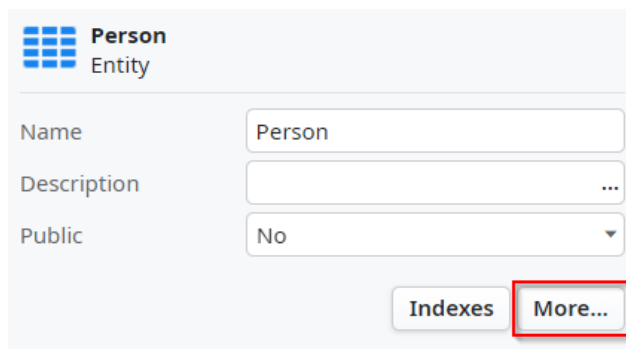 Person
Entity
Name Person
Description ...
Public No
Indexes More...